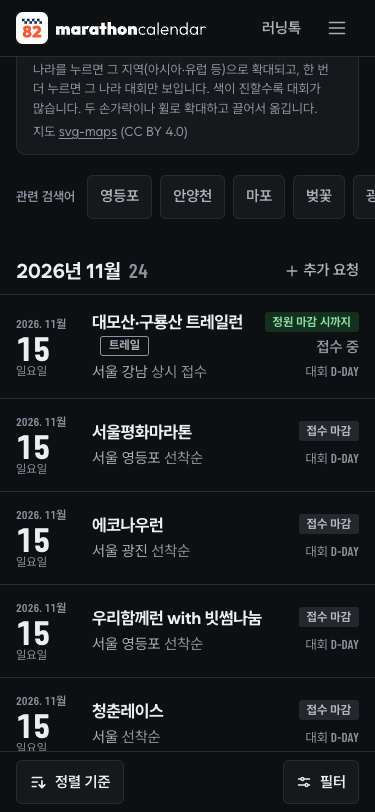 82 marathoncalendar 러닝톡
나라를 누르면 그 지역(아시아·유럽 등)으로 확대되고, 한 번
더 누르면 그 나라 대회만 보입니다. 색이 진할수록 대회가
많습니다. 두 손가락이나 휠로 확대하고 끌어서 옮깁니다.
지도 svg-maps (CC BY 4.0)
관련 검색어 영등포 안양천 마포 벚꽃
2026년 11월 24 + 추가 요청
2026. 11월
15
일요일
대모산·구룡산 트레일런
트레일
서울 강남 상시 접수
정원 마감 시까지
접수 중
대회 D-DAY
2026. 11월
15
일요일
서울평화마라톤
서울 영등포 선착순
접수 마감
대회 D-DAY
2026. 11월
15
일요일
에코나우런
서울 광진 선착순
접수 마감
대회 D-DAY
2026. 11월
15
일요일
우리함께런 with 빗썸나눔
서울 영등포 선착순
접수 마감
대회 D-DAY
2026. 11월
15
일요일
청춘레이스
서울 선착순
접수 마감
대회 D-DAY
정렬 기준 필터